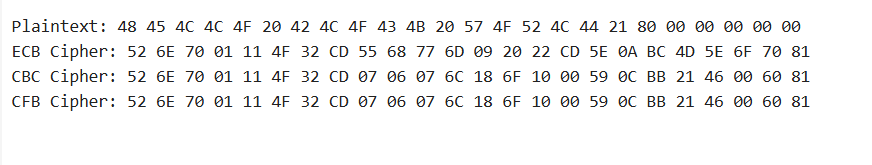 Plaintext: 48 45 4C 4C 4F 20 42 4C 4F 43 4B 20 57 4F 52 4C 44 21 80 00 00 00 00 00
ECB Cipher: 52 6E 70 01 11 4F 32 CD 55 68 77 6D 09 20 22 CD 5E 0A BC 4D 5E 6F 70 81
CBC Cipher: 52 6E 70 01 11 4F 32 CD 07 06 07 6C 18 6F 10 00 59 0C BB 21 46 00 60 81
CFB Cipher: 52 6E 70 01 11 4F 32 CD 07 06 07 6C 18 6F 10 00 59 0C BB 21 46 00 60 81